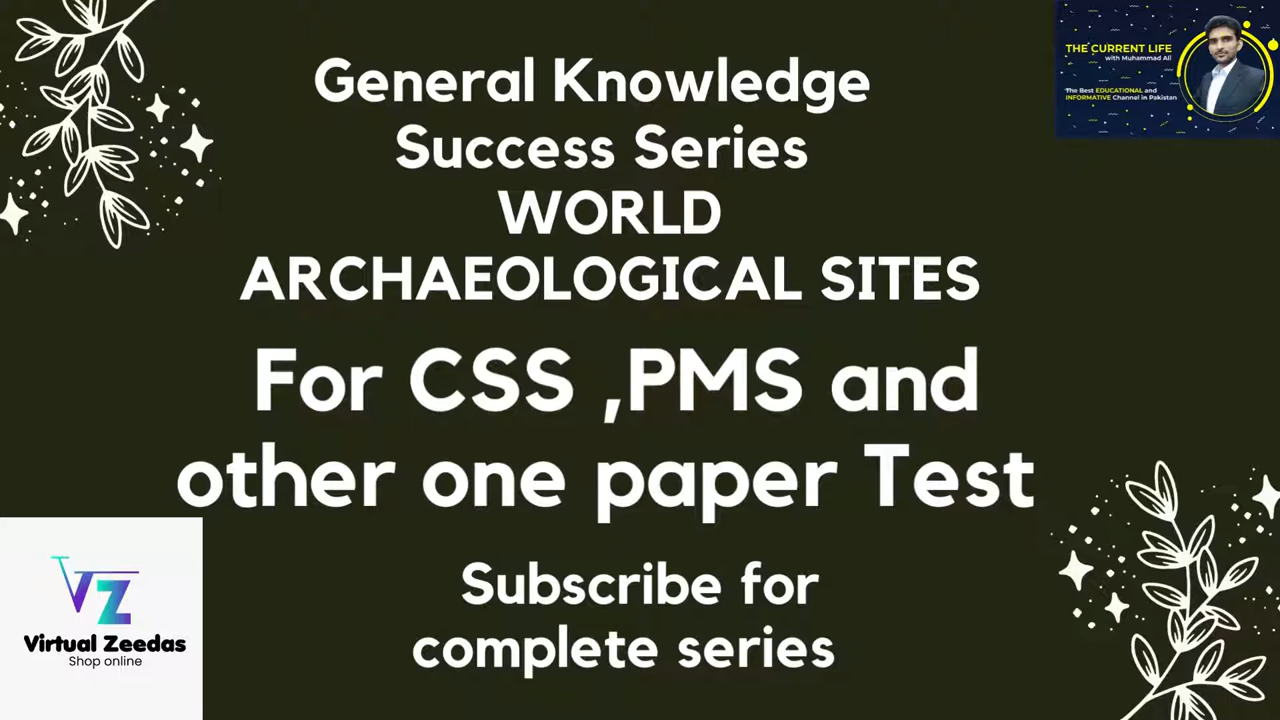 General Knowledge
Success Series
WORLD
ARCHAEOLOGICAL SITES
For CSS ,PMS and
other one paper Test
Subscribe for
complete series
THE CURRENT LIFE
with Muhammad Ali
The Best EDUCATIONAL and
INFORMATIVE Channel in Pakistan
VZ
Virtual Zeedas
Shop online